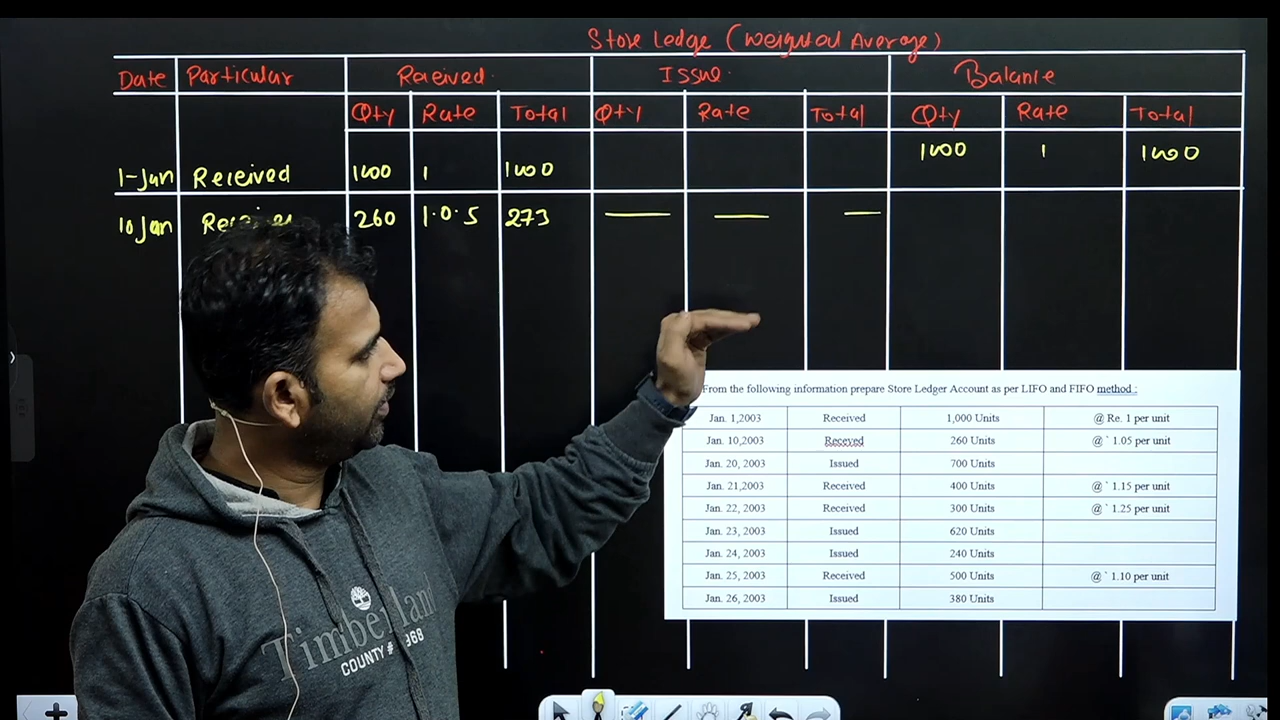 Store Ledge (Weighted Average)
Date Particular Received Issue Balance
Qty Rate Total Qty Rate Total Qty Rate Total
1000 1 1000
1-Jan Received 1000 1 1000
10 Jan 260 1.0.5 273 — — —
From the following information prepare Store Ledger Account as per LIFO and FIFO method :
Jan. 1,2003 Received 1,000 Units @ Re. 1 per unit
Jan. 10,2003 Receved 260 Units @ ` 1.05 per unit
Jan. 20, 2003 Issued 700 Units
Jan. 21,2003 Received 400 Units @ ` 1.15 per unit
Jan. 22, 2003 Received 300 Units @ ` 1.25 per unit
Jan. 23, 2003 Issued 620 Units
Jan. 24, 2003 Issued 240 Units
Jan. 25, 2003 Received 500 Units @ ` 1.10 per unit
Jan. 26, 2003 Issued 380 Units
Timberland
COUNTY #